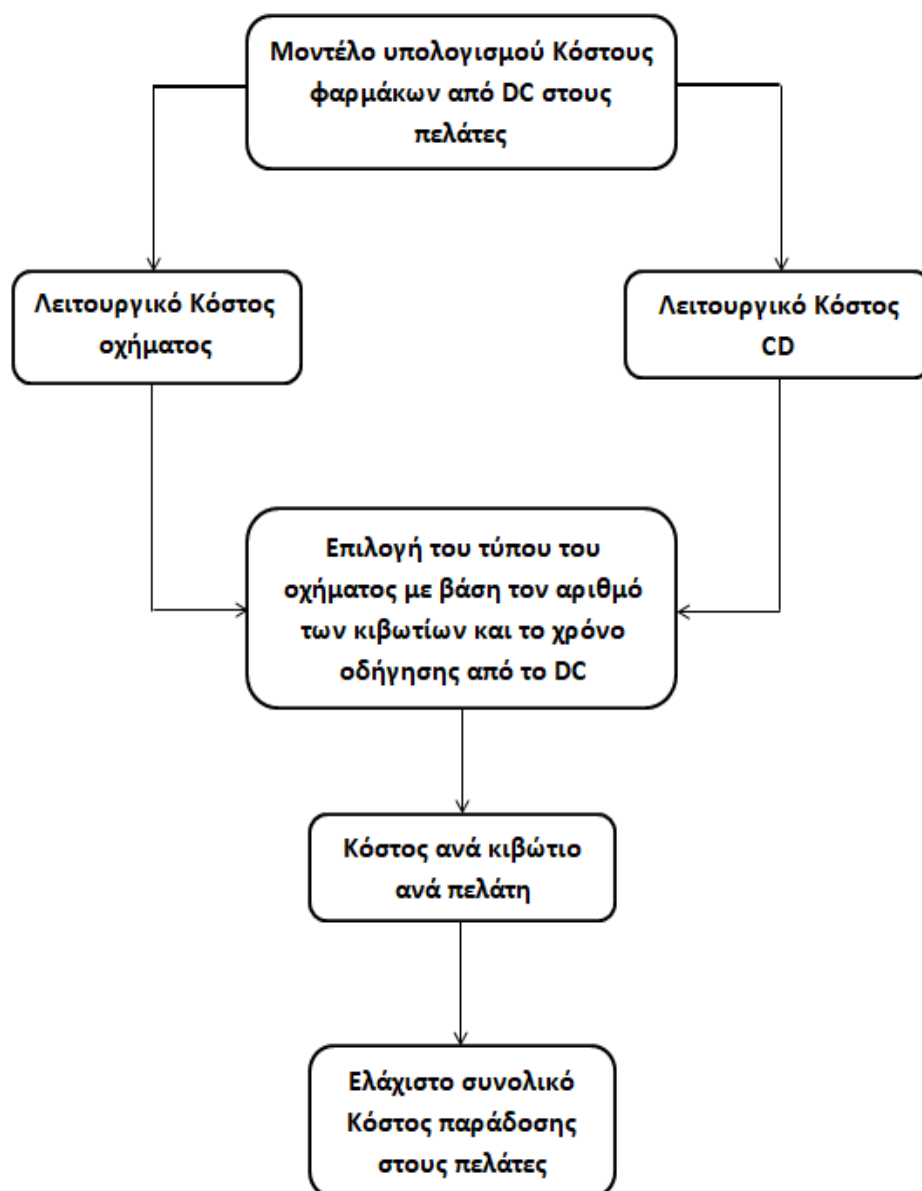 Μοντέλο υπολογισμού Κόστους
φαρμάκων από DC στους
πελάτες
Λειτουργικό Κόστος
οχήματος
Λειτουργικό Κόστος
CD
Επιλογή του τύπου του
οχήματος με βάση τον αριθμό
των κιβωτίων και το χρόνο
οδήγησης από το DC
Κόστος ανά κιβώτιο
ανά πελάτη
Ελάχιστο συνολικό
Κόστος παράδοσης
στους πελάτες